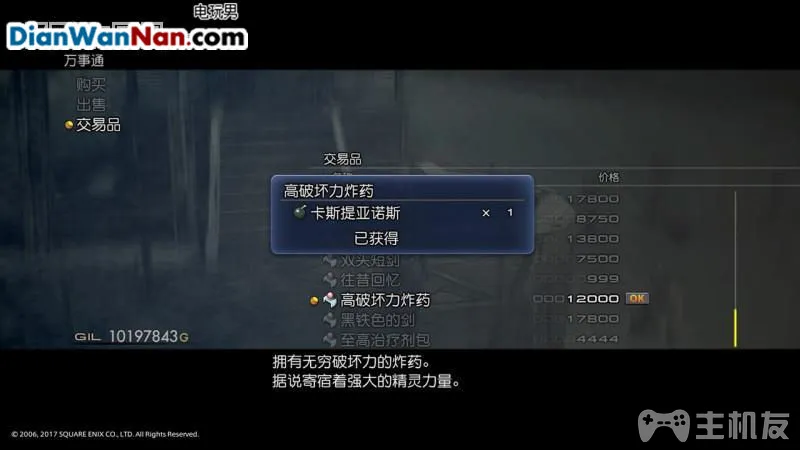 电玩男
DianWanNan.com
万事通
购买
出售
交易品
交易品
价格
高破坏力炸药
卡斯提亚诺斯 × 1
已获得
17800
8750
13800
双头短剑 7500
往昔回忆 999
高破坏力炸药 00012000 OK
黑铁色的剑 17800
至高治疗剂包 4444
GIL 10197843G
拥有无穷破坏力的炸药。
据说寄宿着强大的精灵力量。
© 2006, 2017 SQUARE ENIX CO., LTD. All Rights Reserved.
主机友